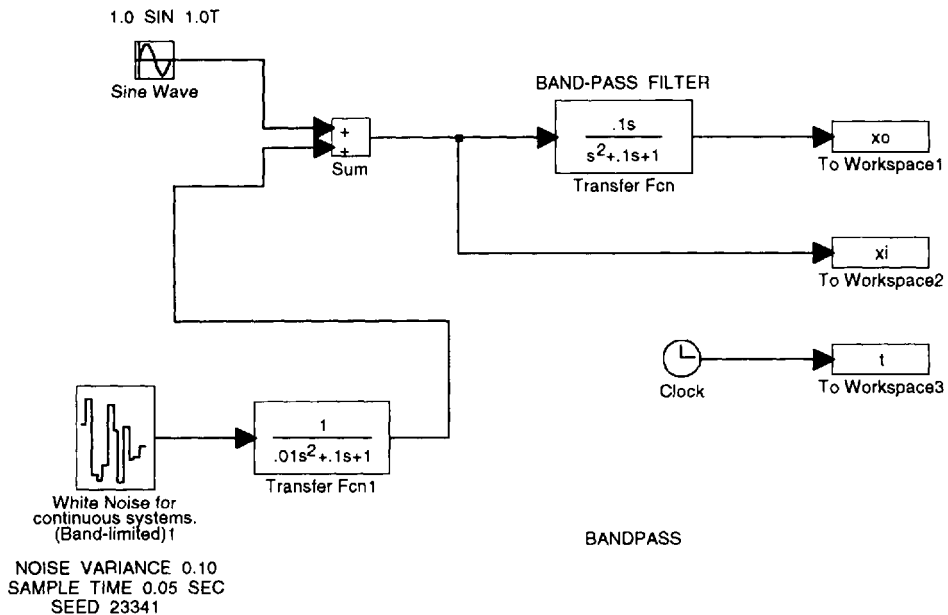 1.0 SIN 1.0T
Sine Wave
+
+
Sum
BAND-PASS FILTER
.1s
s²+.1s+1
Transfer Fcn
xo
To Workspace1
xi
To Workspace2
Clock
t
To Workspace3
1
.01s²+.1s+1
Transfer Fcn1
White Noise for
continuous systems.
(Band-limited)1
NOISE VARIANCE 0.10
SAMPLE TIME 0.05 SEC
SEED 23341
BANDPASS